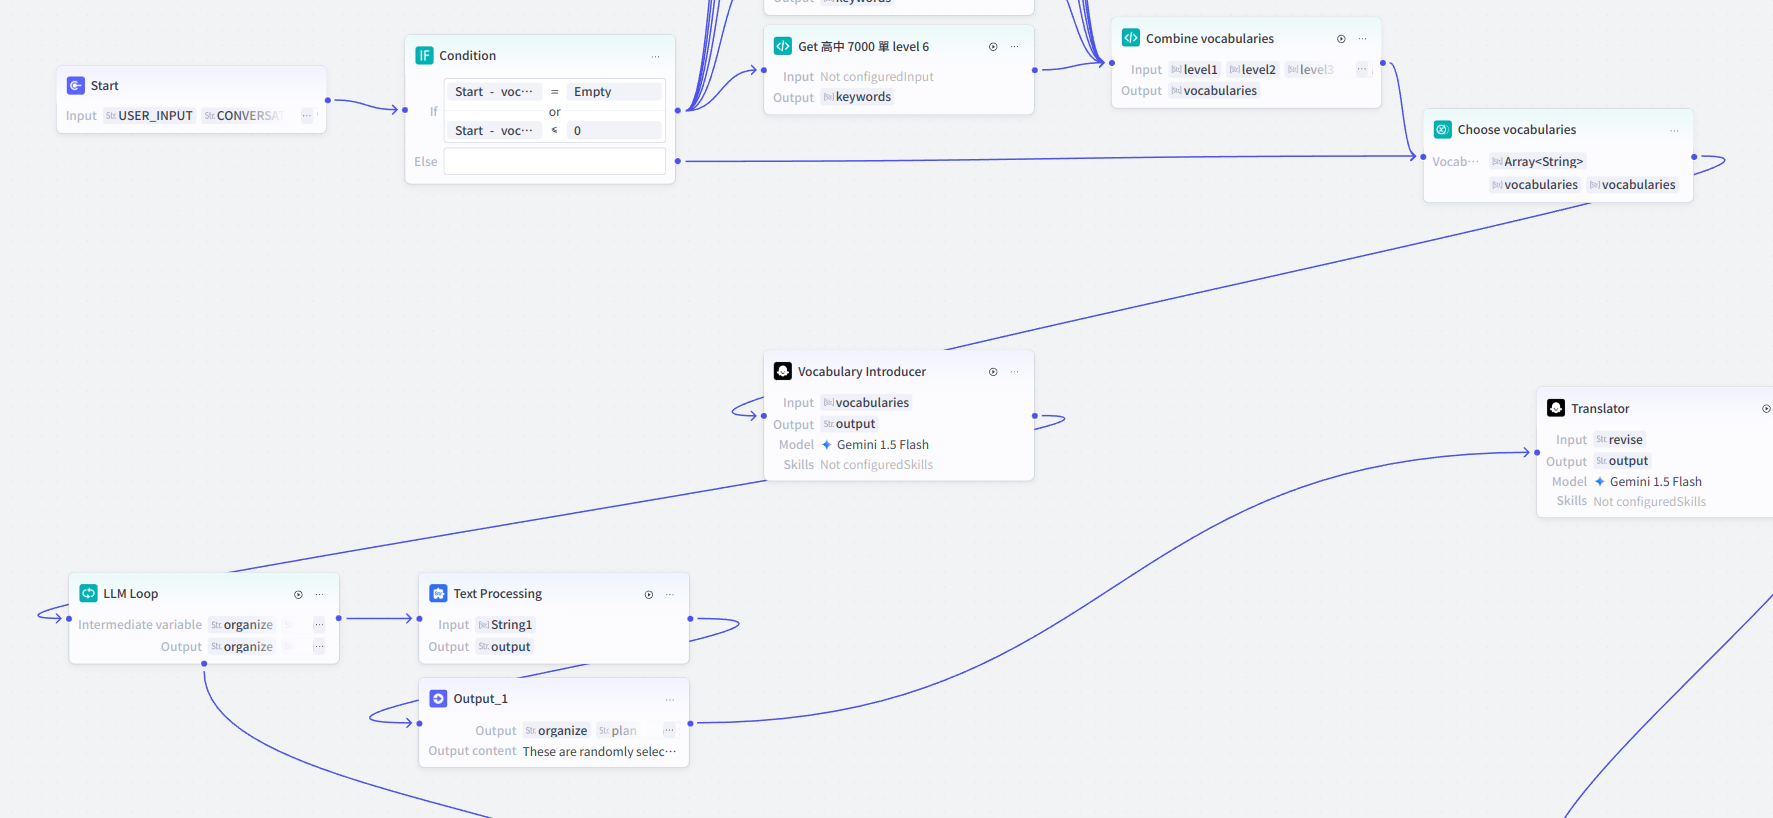 Output keywords
Start
Input Str. USER_INPUT Str. CONVERSAT ···
IF Condition ···
If
Start - voc··· = Empty
or
Start - voc··· ≤ 0
Else
</> Get 高中 7000 單 level 6 ···
Input Not configuredInput
Output keywords
</> Combine vocabularies ···
Input level1 level2 level3 ···
Output vocabularies
Choose vocabularies ···
Vocab··· Array<String>
vocabularies vocabularies
Vocabulary Introducer ···
Input vocabularies
Output Str. output
Model Gemini 1.5 Flash
Skills Not configuredSkills
Translator
Input Str. revise
Output Str. output
Model Gemini 1.5 Flash
Skills Not configuredSkills
LLM Loop ···
Intermediate variable Str. organize ···
Output Str. organize ···
Text Processing ···
Input String1
Output Str. output
Output_1 ···
Output Str. organize Str. plan ···
Output content These are randomly selec···